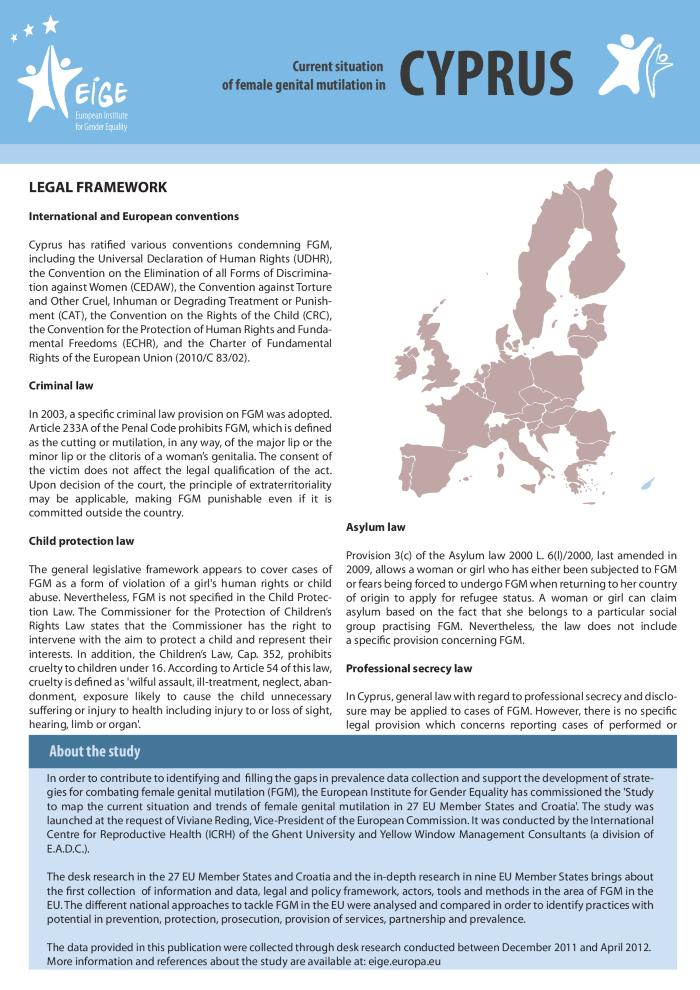 EIGE
European Institute
for Gender Equality
Current situation
of female genital mutilation in
CYPRUS
LEGAL FRAMEWORK
International and European conventions
Cyprus has ratified various conventions condemning FGM,
including the Universal Declaration of Human Rights (UDHR),
the Convention on the Elimination of all Forms of Discrimina-
tion against Women (CEDAW), the Convention against Torture
and Other Cruel, Inhuman or Degrading Treatment or Punish-
ment (CAT), the Convention on the Rights of the Child (CRC),
the Convention for the Protection of Human Rights and Funda-
mental Freedoms (ECHR), and the Charter of Fundamental
Rights of the European Union (2010/C 83/02).
Criminal law
In 2003, a specific criminal law provision on FGM was adopted.
Article 233A of the Penal Code prohibits FGM, which is defined
as the cutting or mutilation, in any way, of the major lip or the
minor lip or the clitoris of a woman's genitalia. The consent of
the victim does not affect the legal qualification of the act.
Upon decision of the court, the principle of extraterritoriality
may be applicable, making FGM punishable even if it is
committed outside the country.
Child protection law
The general legislative framework appears to cover cases of
FGM as a form of violation of a girl's human rights or child
abuse. Nevertheless, FGM is not specified in the Child Protec-
tion Law. The Commissioner for the Protection of Children's
Rights Law states that the Commissioner has the right to
intervene with the aim to protect a child and represent their
interests. In addition, the Children's Law, Cap. 352, prohibits
cruelty to children under 16. According to Article 54 of this law,
cruelty is defined as 'wilful assault, ill-treatment, neglect, aban-
donment, exposure likely to cause the child unnecessary
suffering or injury to health including injury to or loss of sight,
hearing, limb or organ'.
Asylum law
Provision 3(c) of the Asylum law 2000 L. 6(l)/2000, last amended in
2009, allows a woman or girl who has either been subjected to FGM
or fears being forced to undergo FGM when returning to her country
of origin to apply for refugee status. A woman or girl can claim
asylum based on the fact that she belongs to a particular social
group practising FGM. Nevertheless, the law does not include
a specific provision concerning FGM.
Professional secrecy law
In Cyprus, general law with regard to professional secrecy and disclo-
sure may be applied to cases of FGM. However, there is no specific
legal provision which concerns reporting cases of performed or
About the study
In order to contribute to identifying and filling the gaps in prevalence data collection and support the development of strate-
gies for combating female genital mutilation (FGM), the European Institute for Gender Equality has commissioned the 'Study
to map the current situation and trends of female genital mutilation in 27 EU Member States and Croatia'. The study was
launched at the request of Viviane Reding, Vice-President of the European Commission. It was conducted by the International
Centre for Reproductive Health (ICRH) of the Ghent University and Yellow Window Management Consultants (a division of
E.A.D.C.).
The desk research in the 27 EU Member States and Croatia and the in-depth research in nine EU Member States brings about
the first collection of information and data, legal and policy framework, actors, tools and methods in the area of FGM in the
EU. The different national approaches to tackle FGM in the EU were analysed and compared in order to identify practices with
potential in prevention, protection, prosecution, provision of services, partnership and prevalence.
The data provided in this publication were collected through desk research conducted between December 2011 and April 2012.
More information and references about the study are available at: eige.europa.eu